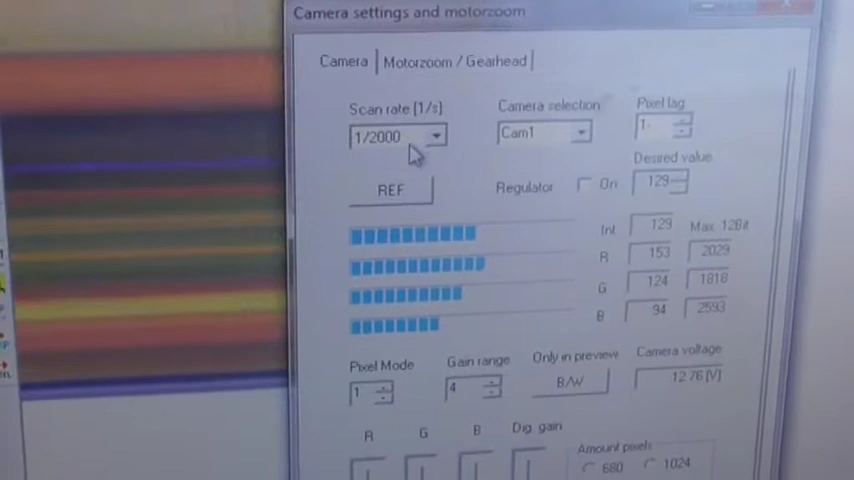 Camera settings and motorzoom
Camera
Motorzoom / Gearhead
Scan rate [1/s]
Camera selection
Pixel lag
1/2000
Cam1
1
Desired value
REF
Regulator
On
129
Int
129
Max. 12Bit
R
153
2029
G
124
1818
B
94
2593
Pixel Mode
Gain range
Only in preview
Camera voltage
1
4
B/W
12.76 [V]
R
G
B
Dig. gain
Amount pixels
680
1024